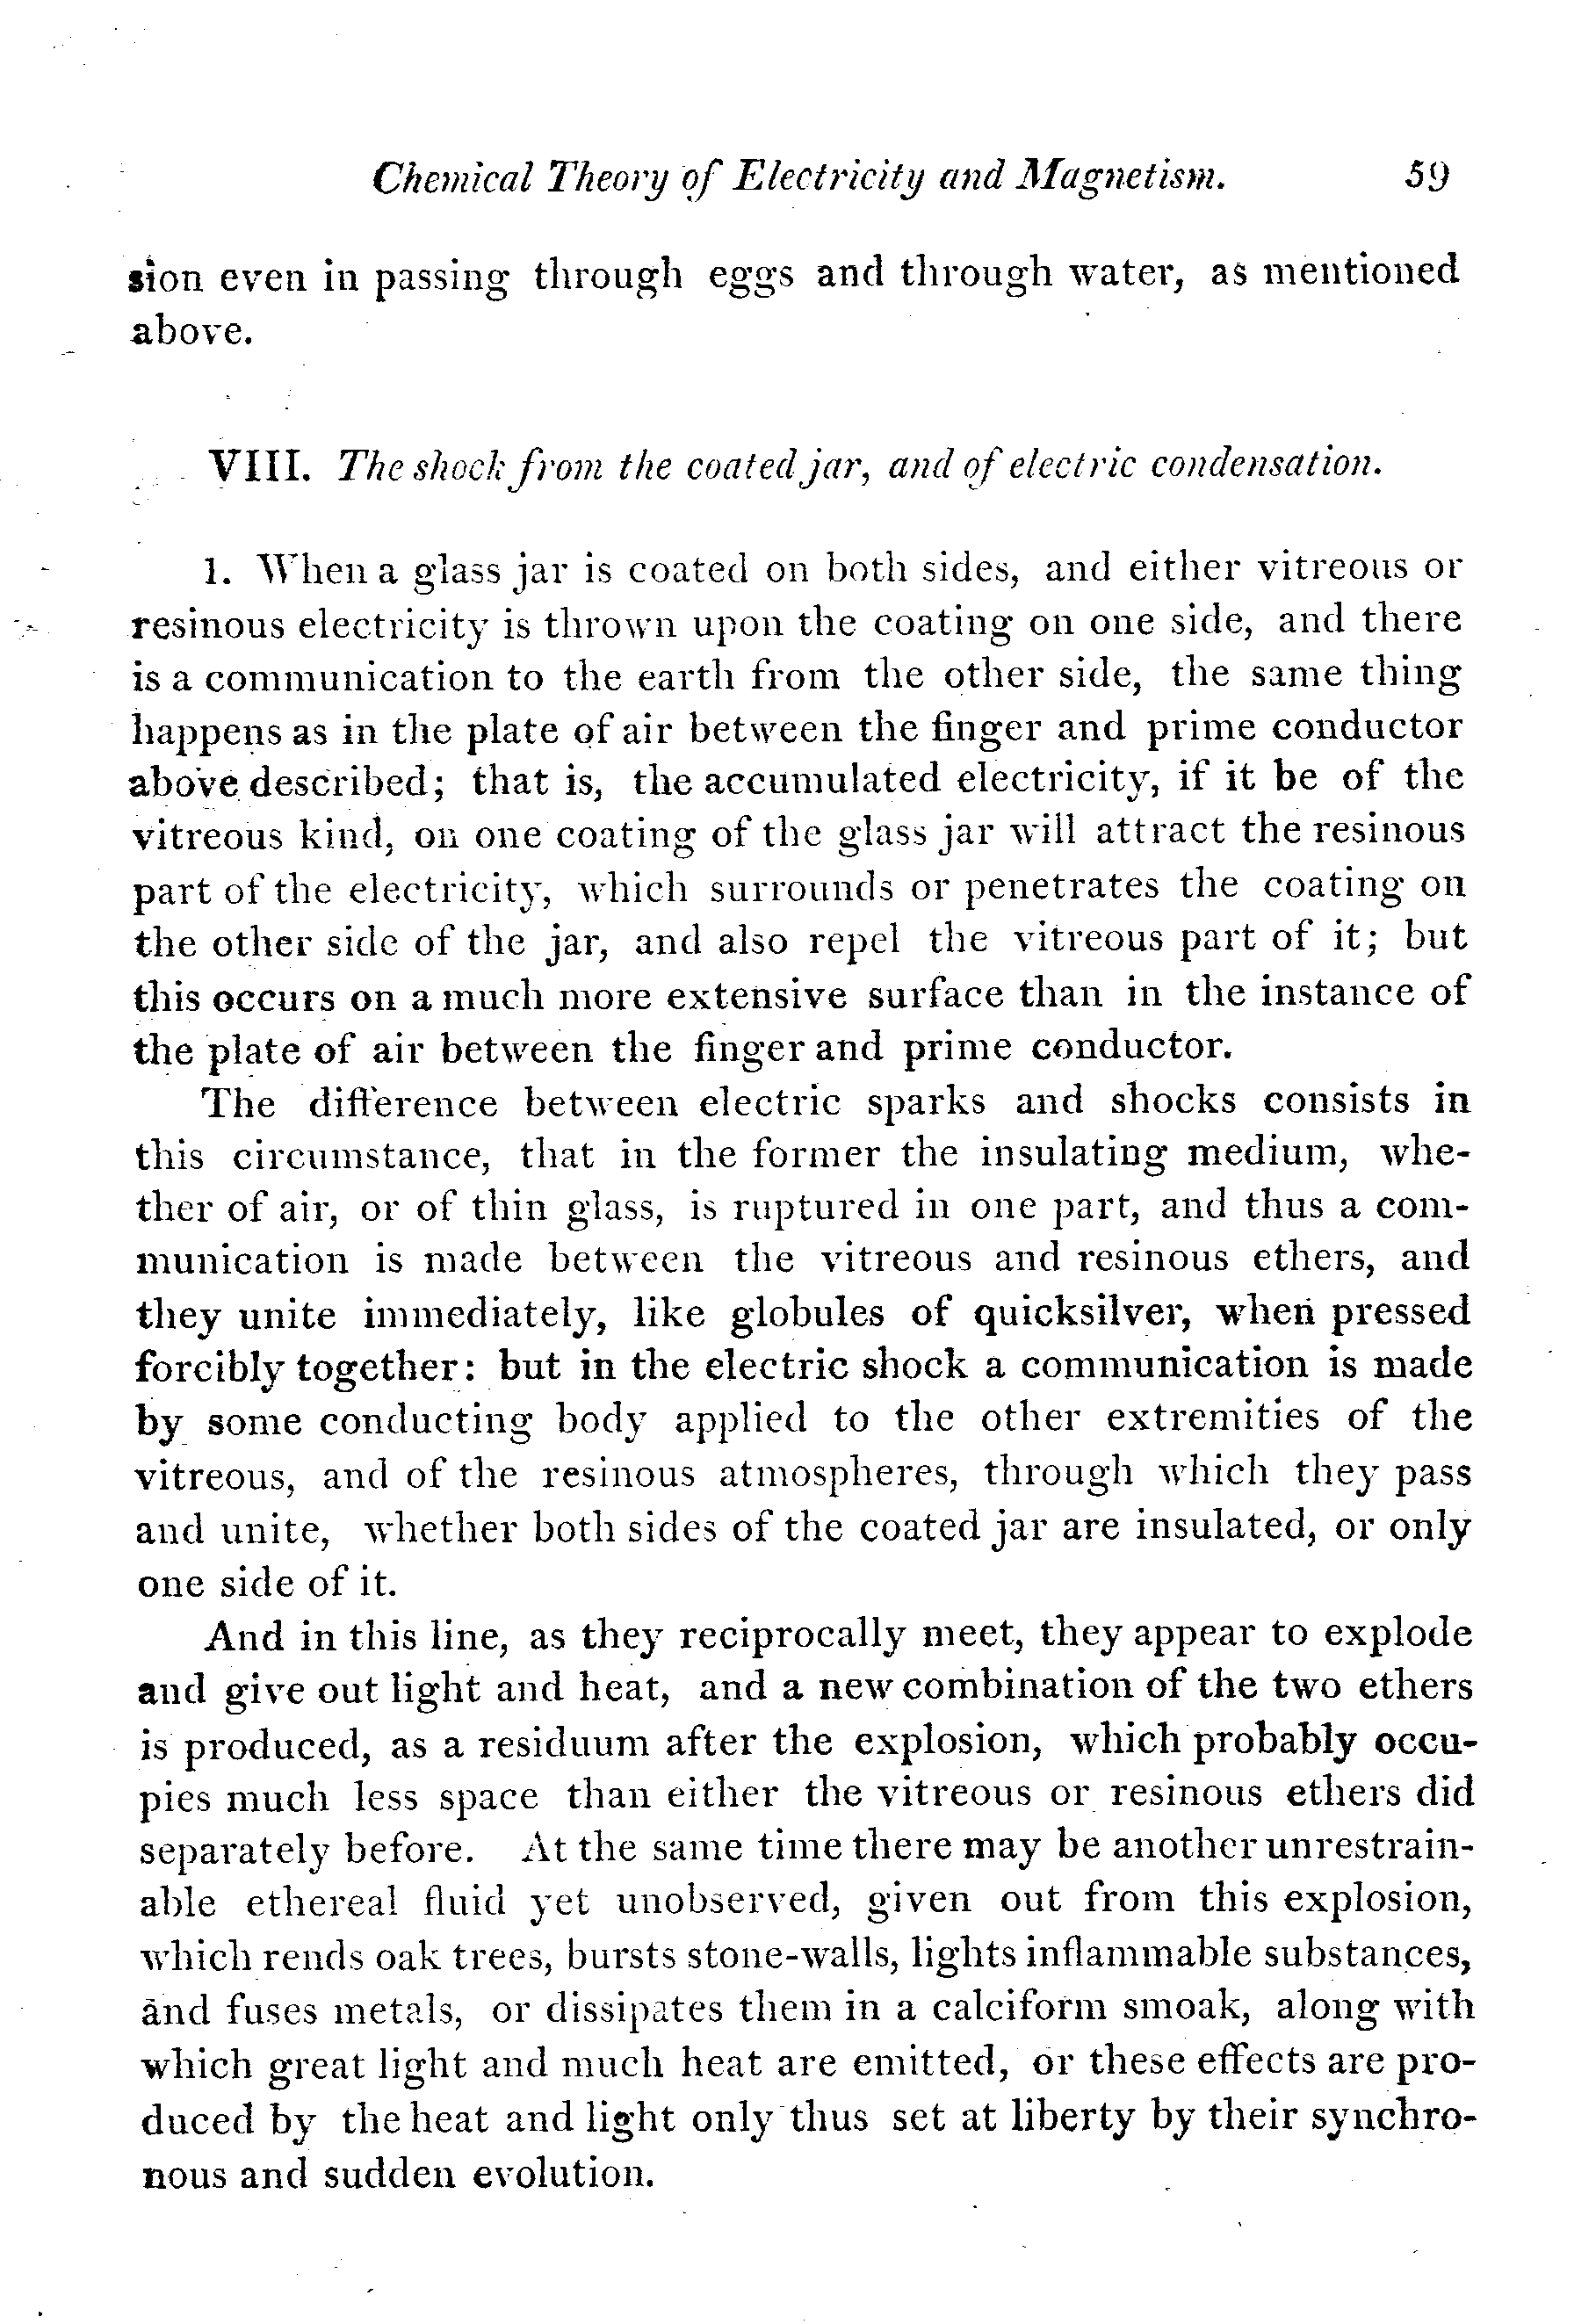 Chemical Theory of Electricity and Magnetism. 59
sion even in passing through eggs and through water, as mentioned
above.
VIII. The shock from the coated jar, and of electric condensation.
1. When a glass jar is coated on both sides, and either vitreous or
resinous electricity is thrown upon the coating on one side, and there
is a communication to the earth from the other side, the same thing
happens as in the plate of air between the finger and prime conductor
above described; that is, the accumulated electricity, if it be of the
vitreous kind, on one coating of the glass jar will attract the resinous
part of the electricity, which surrounds or penetrates the coating on
the other side of the jar, and also repel the vitreous part of it; but
this occurs on a much more extensive surface than in the instance of
the plate of air between the finger and prime conductor.
The difference between electric sparks and shocks consists in
this circumstance, that in the former the insulating medium, whe-
ther of air, or of thin glass, is ruptured in one part, and thus a com-
munication is made between the vitreous and resinous ethers, and
they unite immediately, like globules of quicksilver, when pressed
forcibly together: but in the electric shock a communication is made
by some conducting body applied to the other extremities of the
vitreous, and of the resinous atmospheres, through which they pass
and unite, whether both sides of the coated jar are insulated, or only
one side of it.
And in this line, as they reciprocally meet, they appear to explode
and give out light and heat, and a new combination of the two ethers
is produced, as a residuum after the explosion, which probably occu-
pies much less space than either the vitreous or resinous ethers did
separately before. At the same time there may be another unrestrain-
able ethereal fluid yet unobserved, given out from this explosion,
which rends oak trees, bursts stone-walls, lights inflammable substances,
and fuses metals, or dissipates them in a calciform smoak, along with
which great light and much heat are emitted, or these effects are pro-
duced by the heat and light only thus set at liberty by their synchro-
nous and sudden evolution.